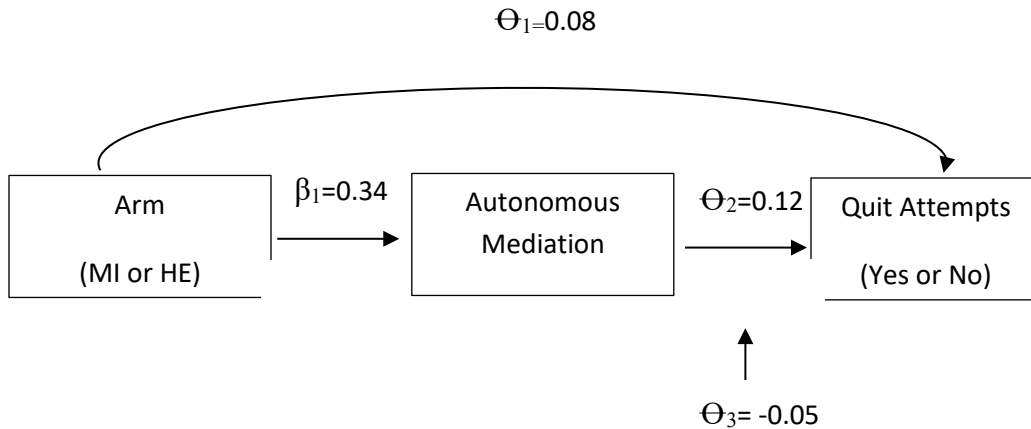 ϴ1=0.08
Arm
(MI or HE)
β1=0.34
Autonomous
Mediation
ϴ2=0.12
Quit Attempts
(Yes or No)
ϴ3= -0.05